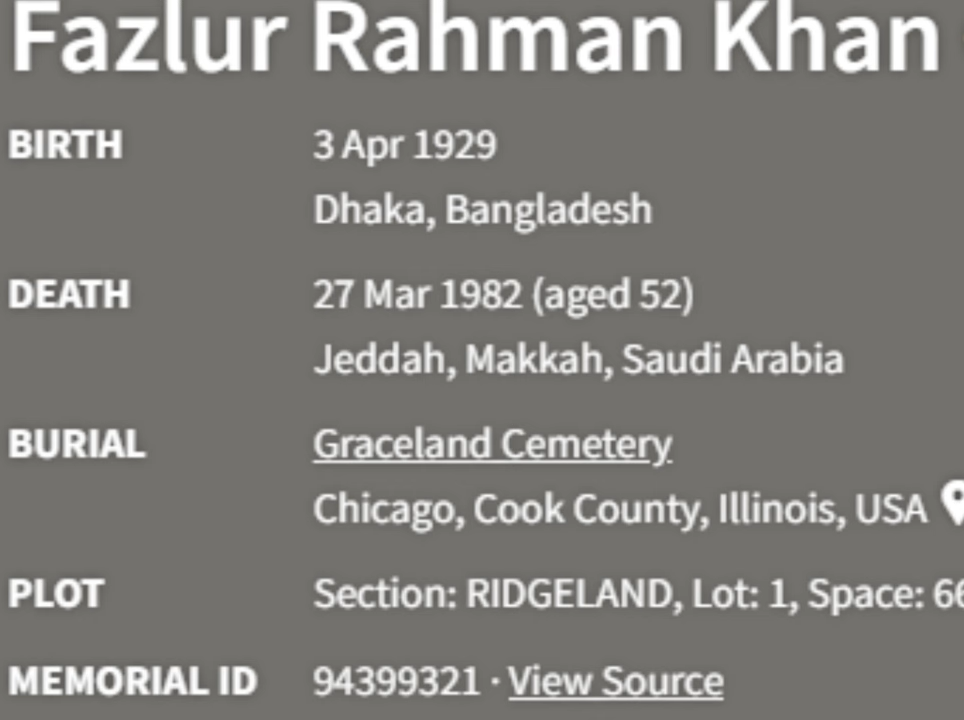 Fazlur Rahman Khan
BIRTH 3 Apr 1929
Dhaka, Bangladesh
DEATH 27 Mar 1982 (aged 52)
Jeddah, Makkah, Saudi Arabia
BURIAL Graceland Cemetery
Chicago, Cook County, Illinois, USA
PLOT Section: RIDGELAND, Lot: 1, Space: 66
MEMORIAL ID 94399321 · View Source